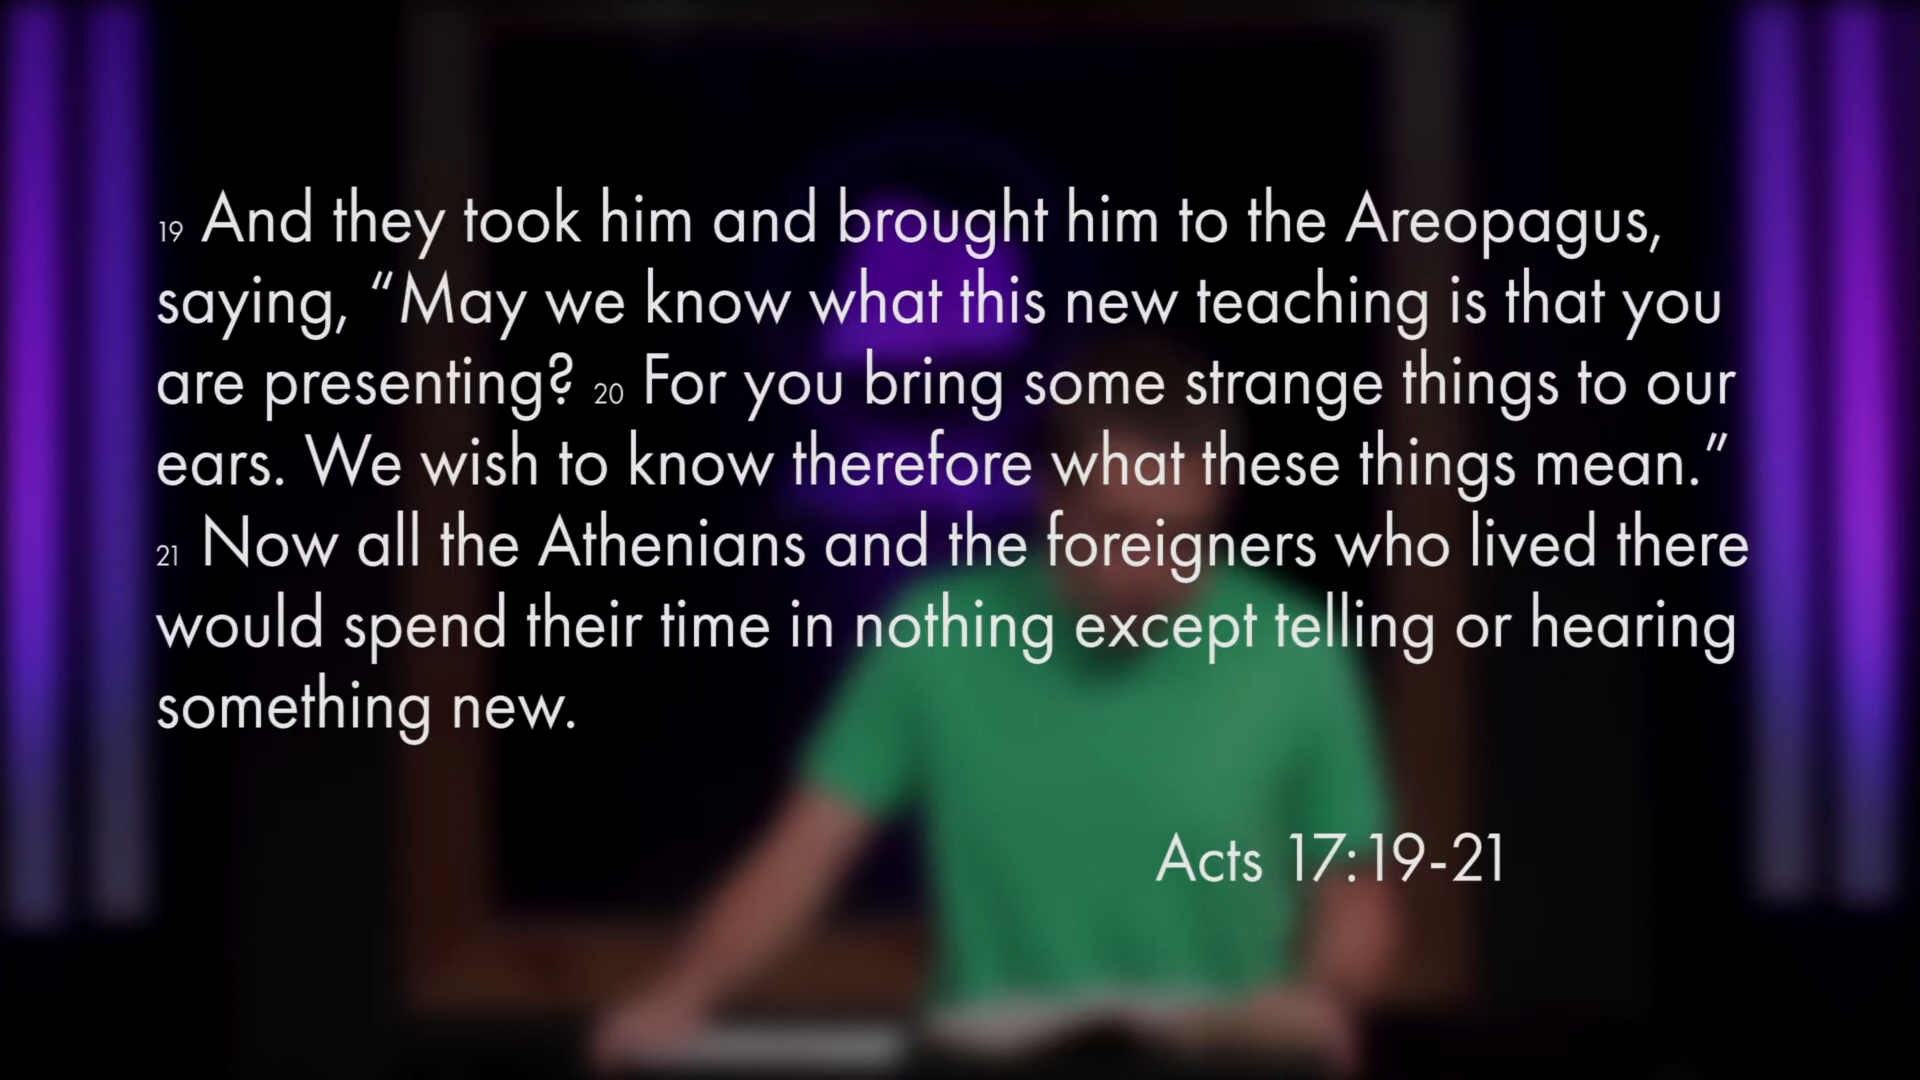 19 And they took him and brought him to the Areopagus,
saying, “May we know what this new teaching is that you
are presenting? 20 For you bring some strange things to our
ears. We wish to know therefore what these things mean.”
21 Now all the Athenians and the foreigners who lived there
would spend their time in nothing except telling or hearing
something new.
Acts 17:19-21